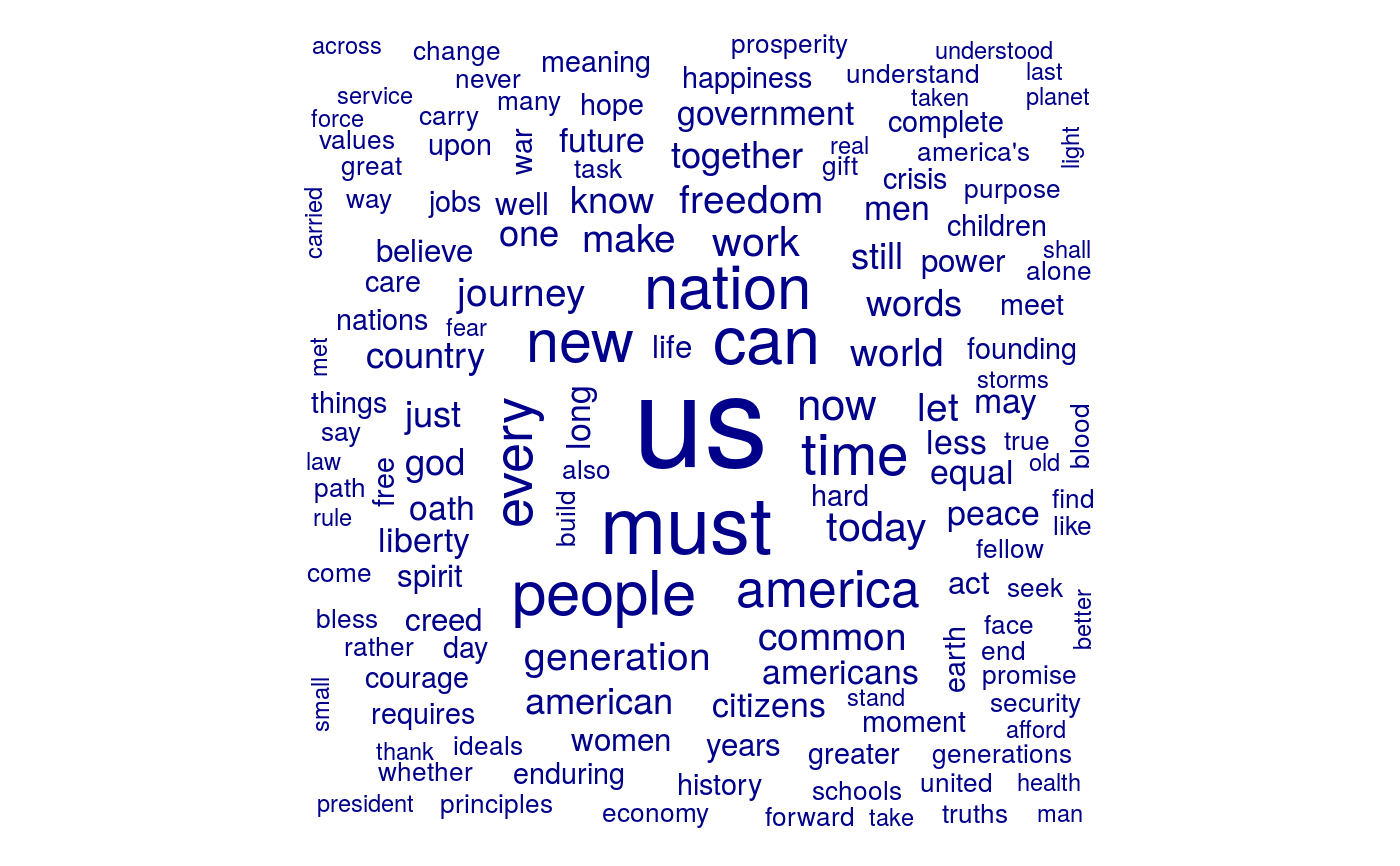 across change meaning prosperity understood
never happiness understand last
service many hope government taken planet
force carry complete
values upon war future together real america's light
great task gift crisis
carried way jobs well know freedom men purpose
one make work children
believe still power shall
care journey nation words meet alone
nations fear new life can world founding
met country storms
things just every long us now let may
say time less true blood
law god also equal old
path free oath build must hard peace find
rule liberty today like
fellow
come spirit people america act seek
bless creed common earth face better
rather day generation americans end
small courage american citizens stand promise
requires moment security
afford
thank ideals women years greater generations
whether enduring history schools united health
president principles economy forward take truths man